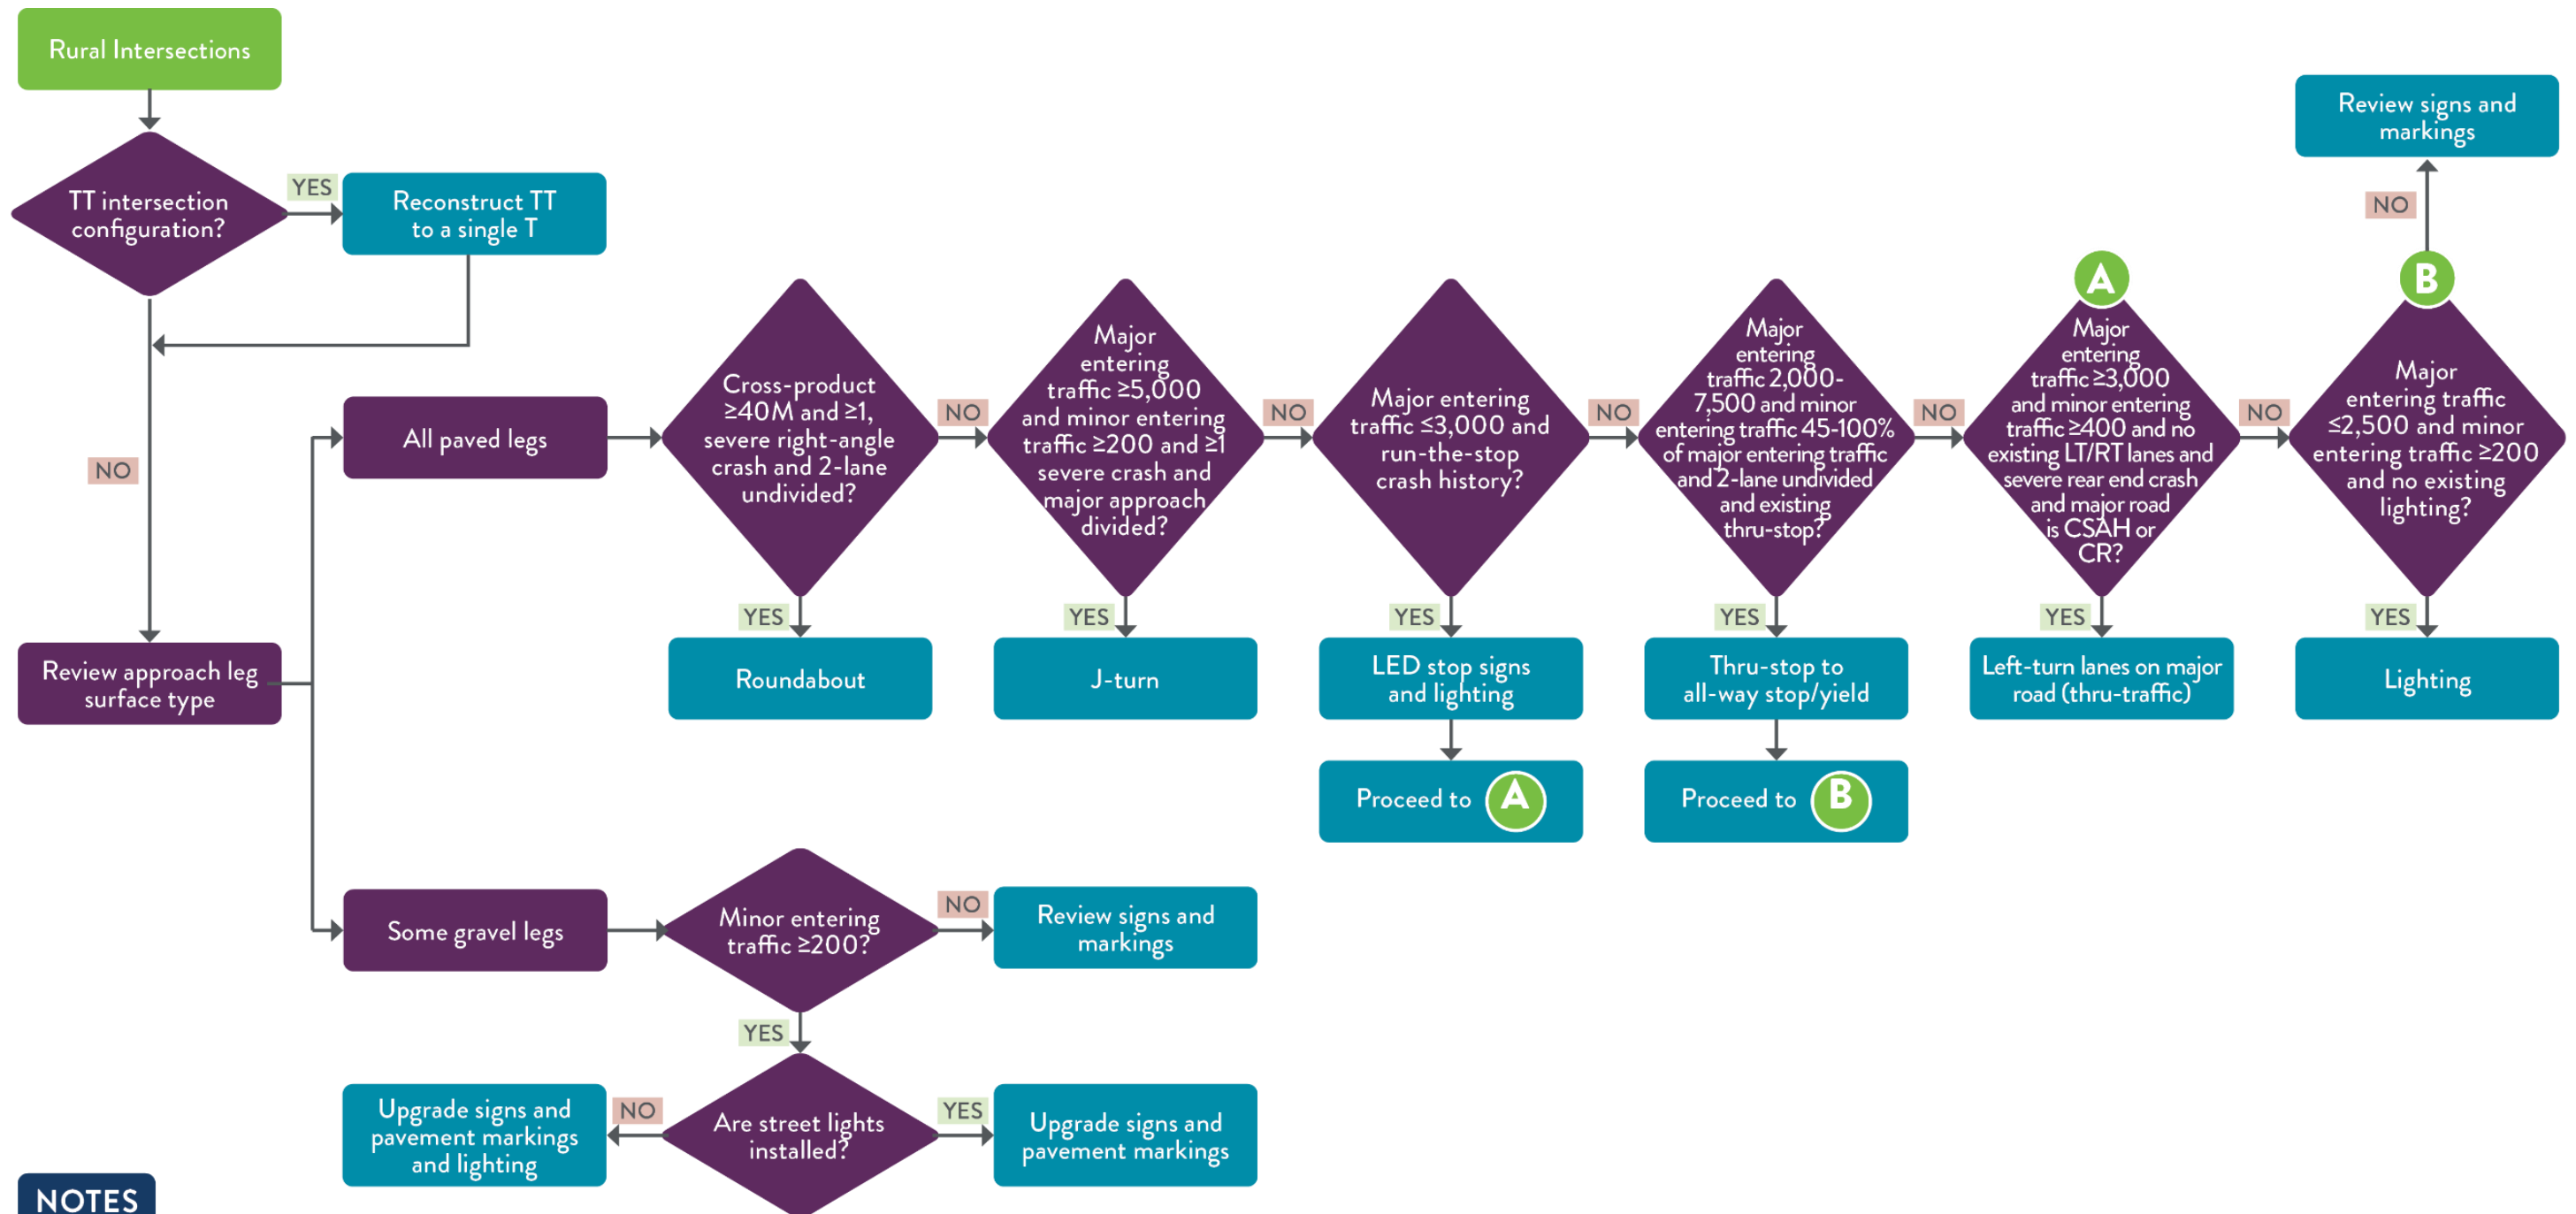 Rural Intersections
TT intersection
configuration?
YES
Reconstruct TT
to a single T
NO
Review approach leg
surface type
All paved legs
Cross-product
≥40M and ≥1,
severe right-angle
crash and 2-lane
undivided?
YES
Roundabout
NO
Major
entering
traffic ≥5,000
and minor entering
traffic ≥200 and ≥1
severe crash and
major approach
divided?
YES
J-turn
NO
Major entering
traffic ≤3,000 and
run-the-stop
crash history?
YES
LED stop signs
and lighting
Proceed to A
NO
Major
entering
traffic 2,000-
7,500 and minor
entering traffic 45-100%
of major entering traffic
and 2-lane undivided
and existing
thru-stop?
YES
Thru-stop to
all-way stop/yield
Proceed to B
NO
A
Major
entering
traffic ≥3,000
and minor entering
traffic ≥400 and no
existing LT/RT lanes and
severe rear end crash
and major road
is CSAH or
CR?
YES
Left-turn lanes on major
road (thru-traffic)
NO
B
Major
entering traffic
≤2,500 and minor
entering traffic ≥200
and no existing
lighting?
NO
Review signs and
markings
YES
Lighting
Some gravel legs
Minor entering
traffic ≥200?
NO
Review signs and
markings
YES
Are street lights
installed?
NO
Upgrade signs and
pavement markings
and lighting
YES
Upgrade signs and
pavement markings
NOTES